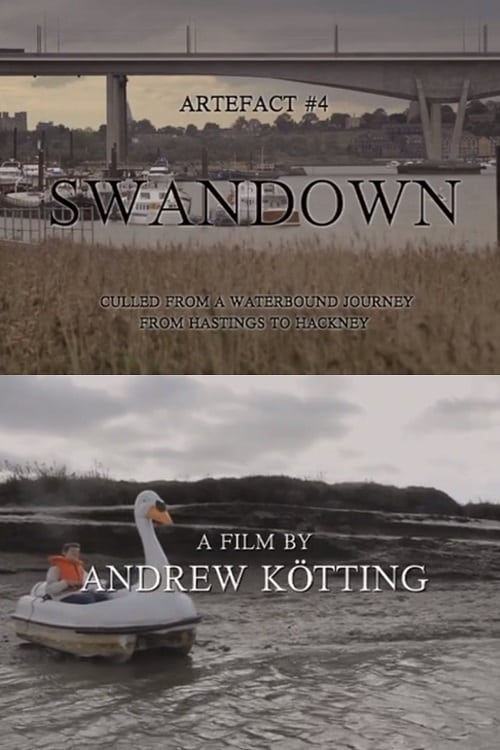 ARTEFACT #4
SWANDOWN
CULLED FROM A WATERBOUND JOURNEY
FROM HASTINGS TO HACKNEY
A FILM BY
ANDREW KÖTTING